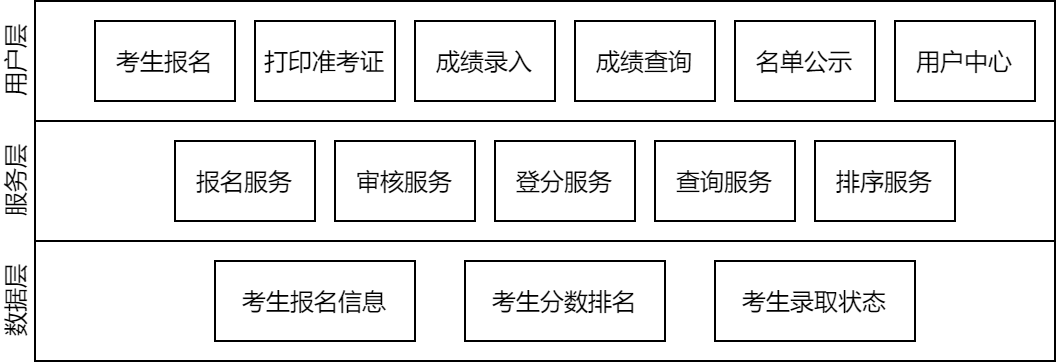 用户层
考生报名
打印准考证
成绩录入
成绩查询
名单公示
用户中心
服务层
报名服务
审核服务
登分服务
查询服务
排序服务
数据层
考生报名信息
考生分数排名
考生录取状态